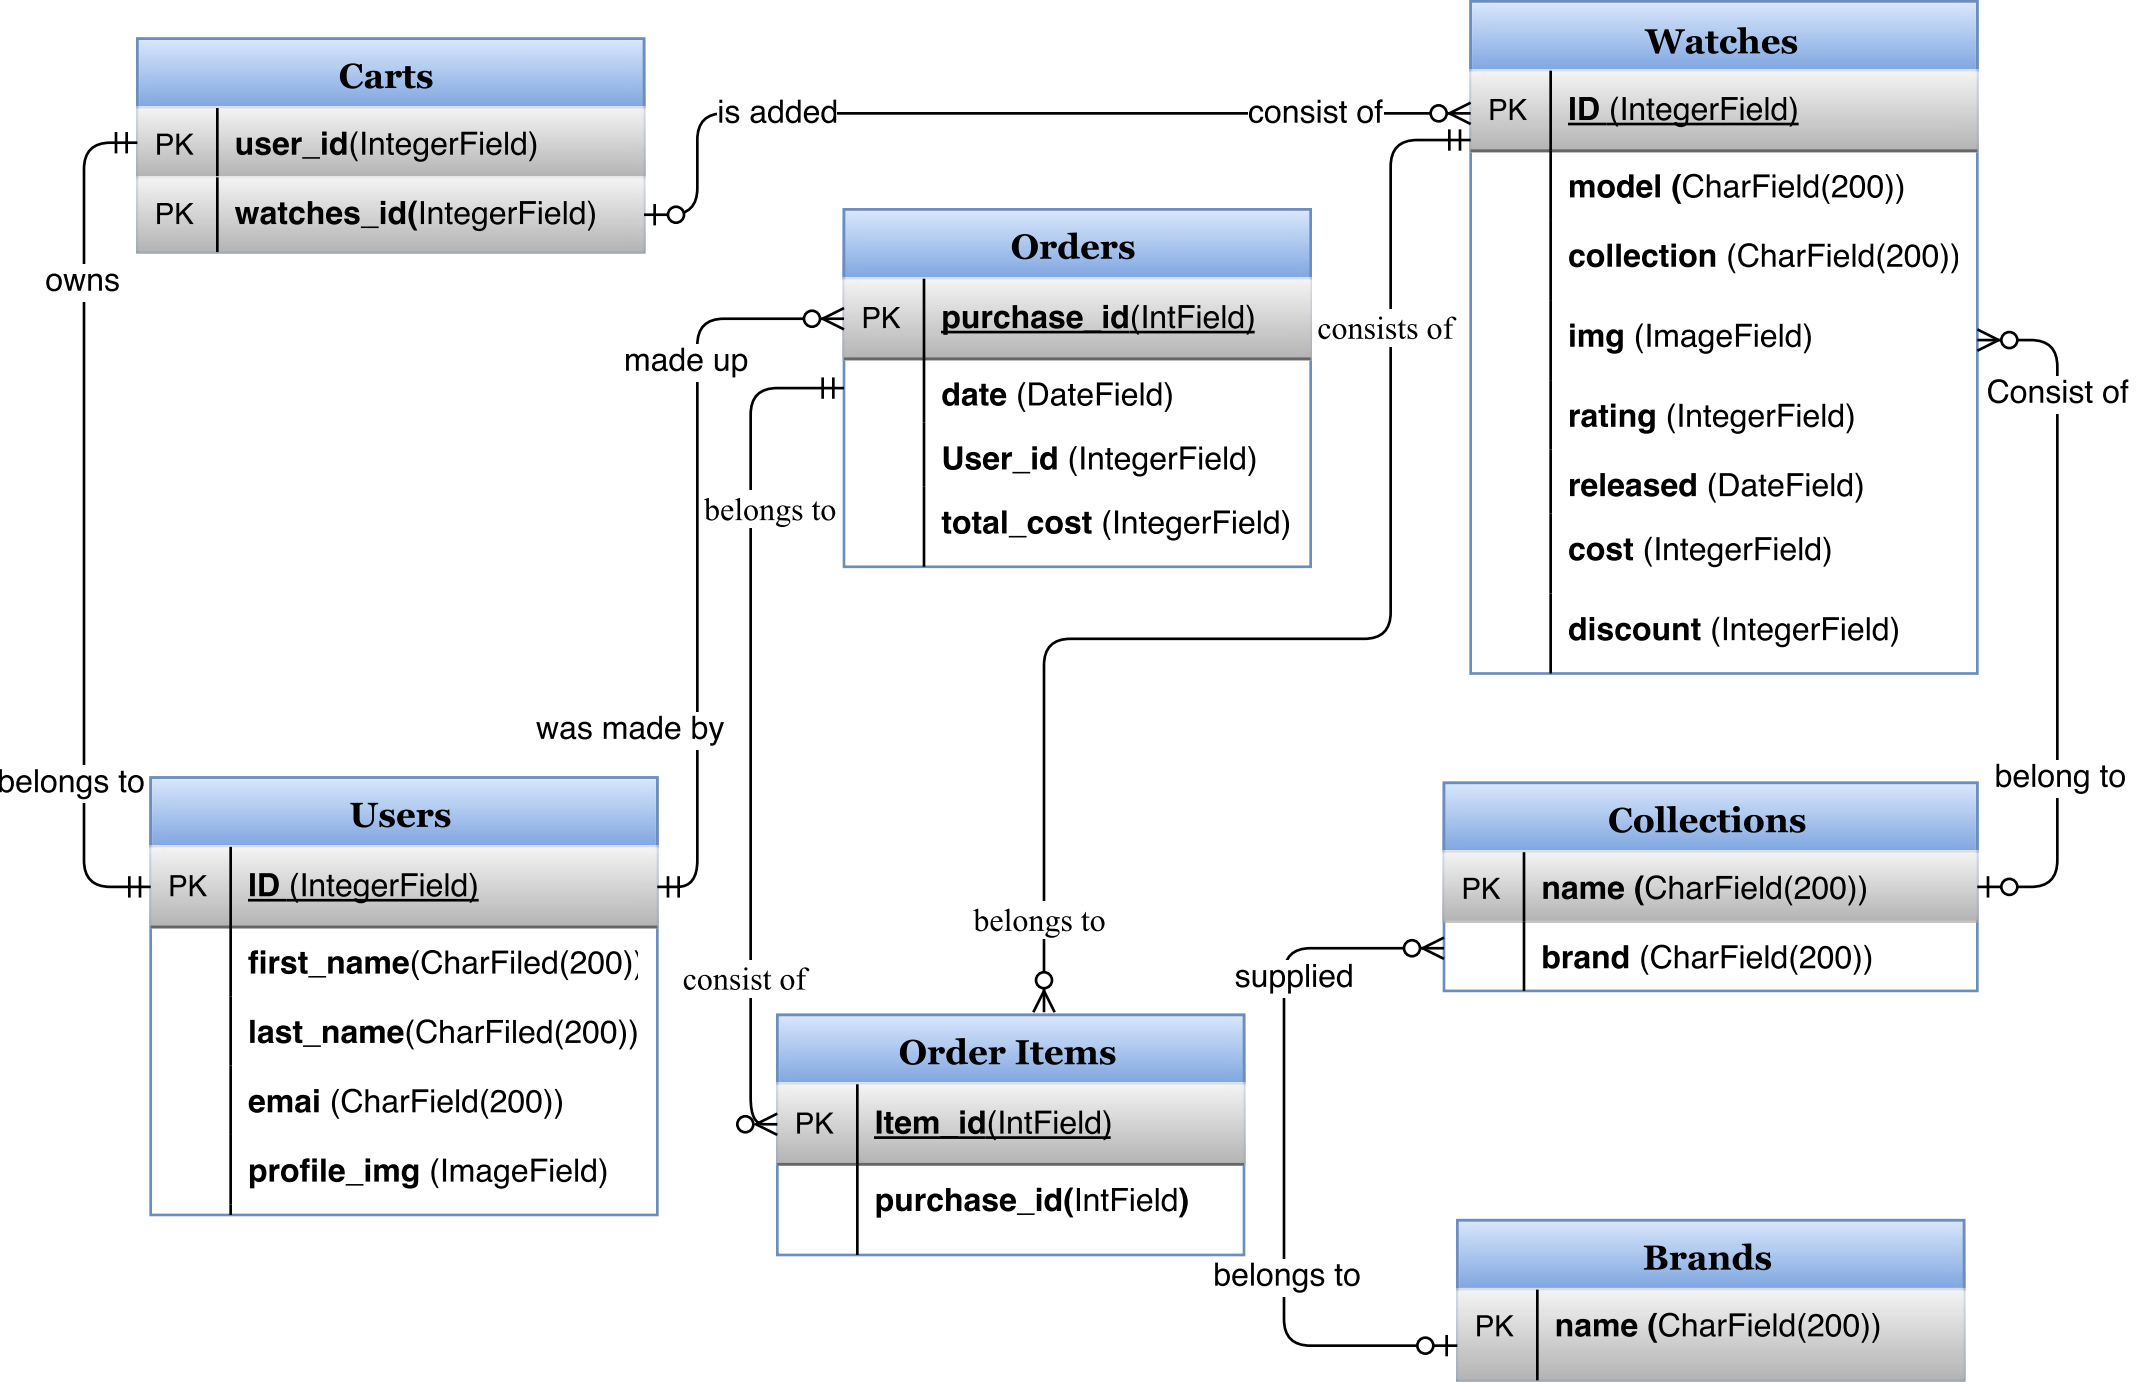 Carts
PK user_id(IntegerField)
PK watches_id(IntegerField)
is added
consist of
Watches
PK ID (IntegerField)
model (CharField(200))
collection (CharField(200))
img (ImageField)
rating (IntegerField)
released (DateField)
cost (IntegerField)
discount (IntegerField)
owns
belongs to
Orders
PK purchase_id(IntField)
date (DateField)
User_id (IntegerField)
total_cost (IntegerField)
made up
was made by
belongs to
consist of
consists of
belongs to
Consist of
belong to
Users
PK ID (IntegerField)
first_name(CharFiled(200))
last_name(CharFiled(200))
emai (CharField(200))
profile_img (ImageField)
Order Items
PK Item_id(IntField)
purchase_id(IntField)
Collections
PK name (CharField(200))
brand (CharField(200))
supplied
belongs to
Brands
PK name (CharField(200))